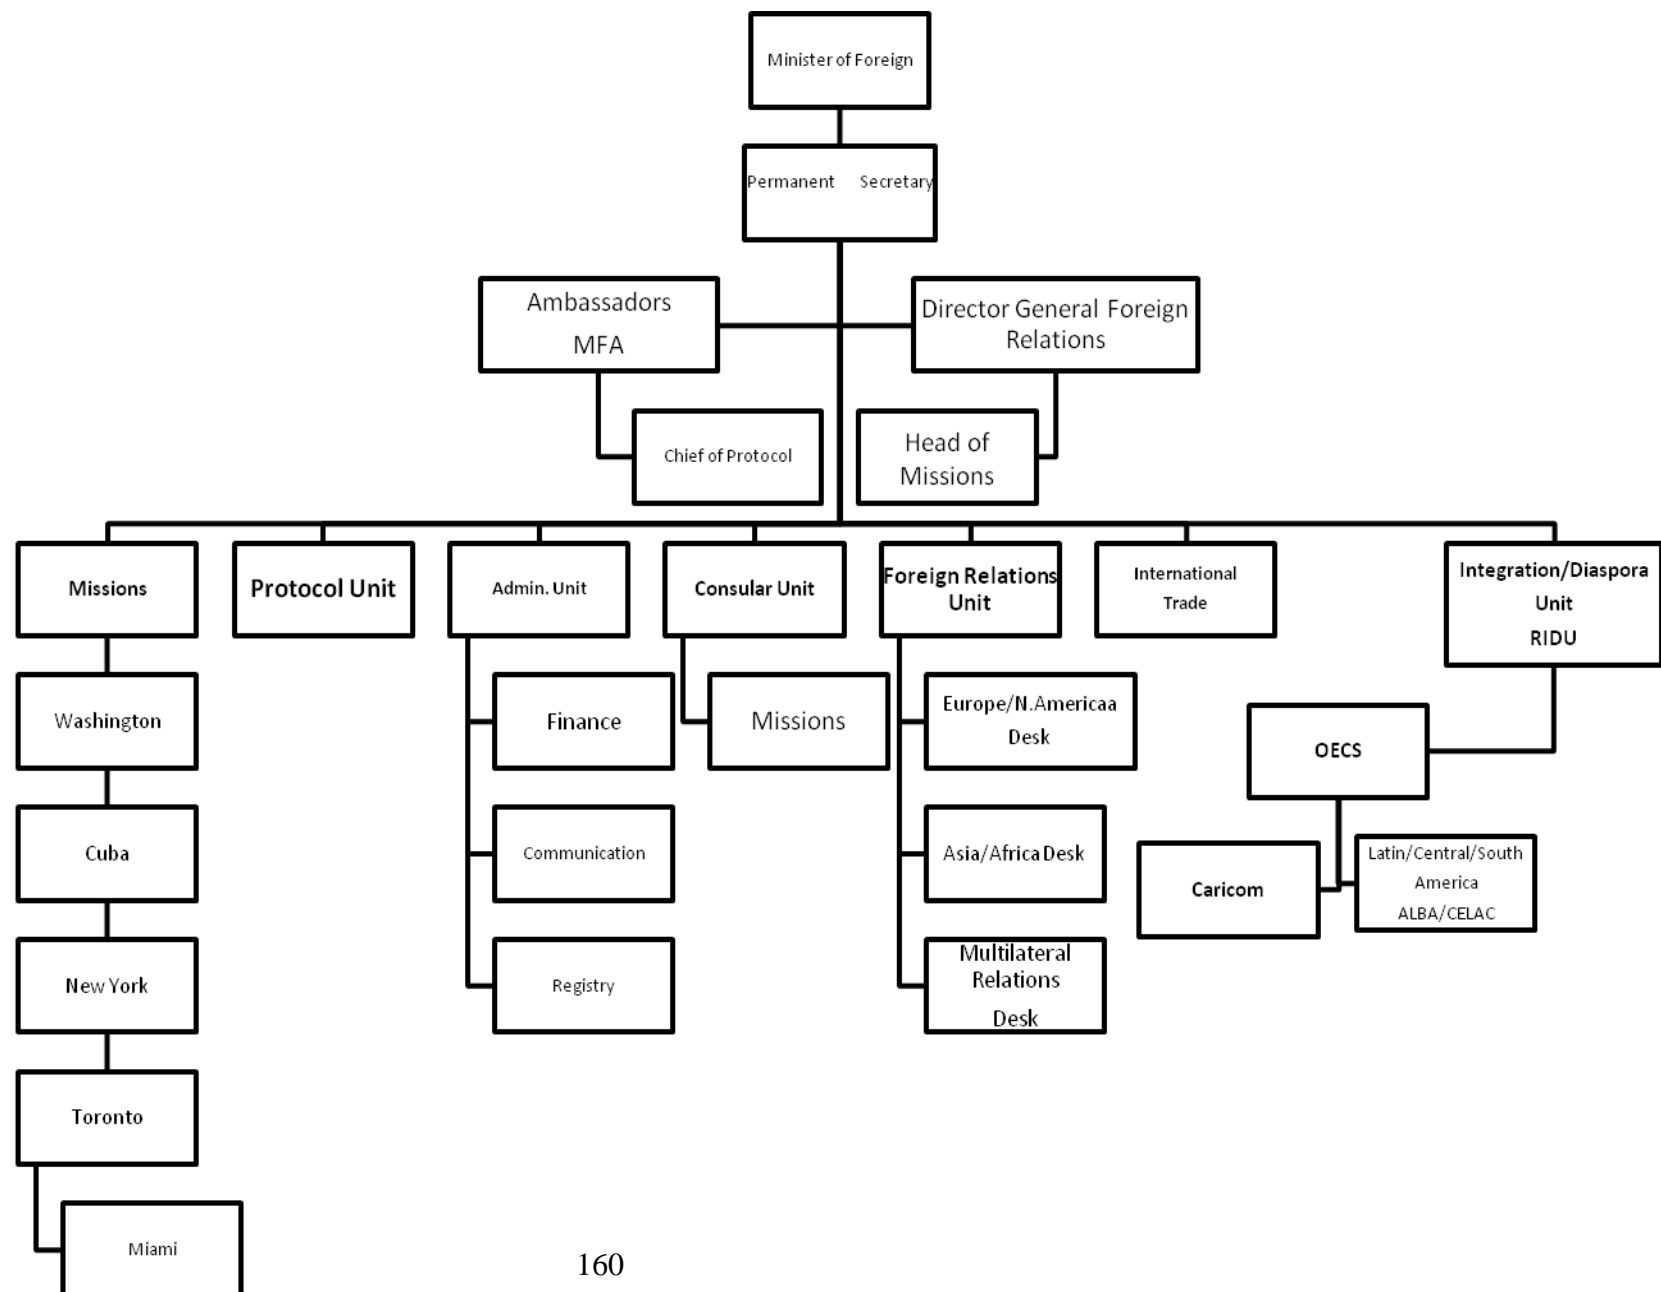 Minister of Foreign
Permanent Secretary
Ambassadors
MFA
Director General Foreign
Relations
Chief of Protocol
Head of
Missions
Missions
Protocol Unit
Admin. Unit
Consular Unit
Foreign Relations
Unit
International
Trade
Integration/Diaspora
Unit
RIDU
Washington
Finance
Missions
Europe/N.Americaa
Desk
OECS
Cuba
Communication
Asia/Africa Desk
Caricom
Latin/Central/South
America
ALBA/CELAC
New York
Registry
Multilateral
Relations
Desk
Toronto
Miami
160